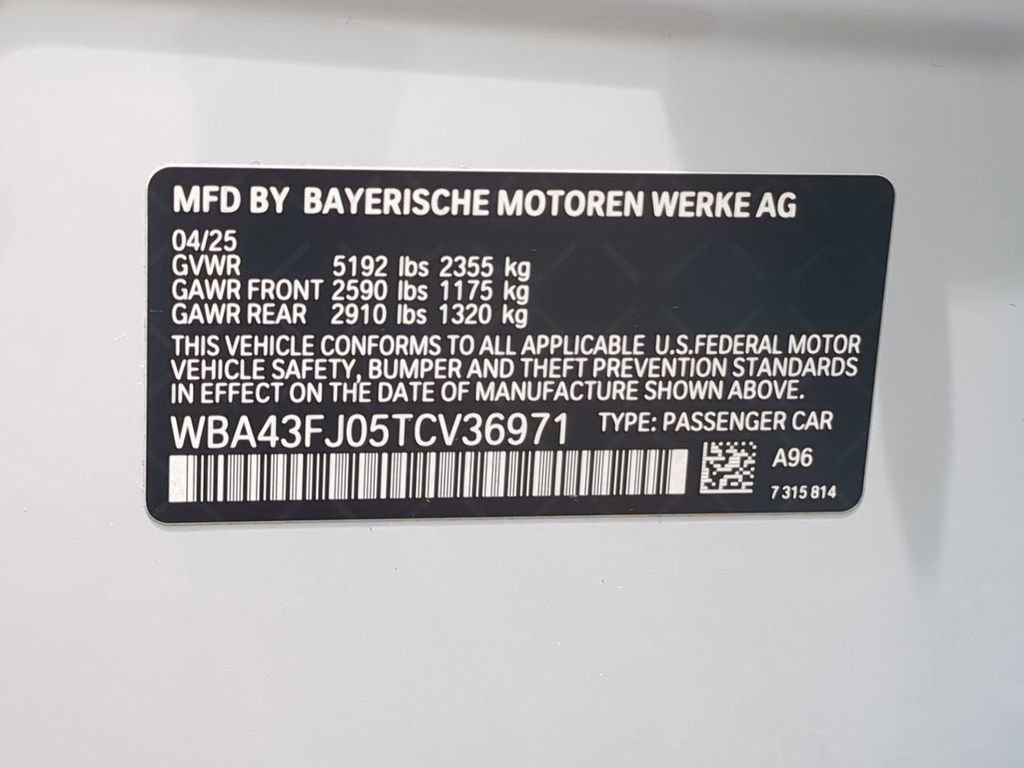 MFD BY BAYERISCHE MOTOREN WERKE AG
04/25
GVWR 5192 lbs 2355 kg
GAWR FRONT 2590 lbs 1175 kg
GAWR REAR 2910 lbs 1320 kg
THIS VEHICLE CONFORMS TO ALL APPLICABLE U.S.FEDERAL MOTOR
VEHICLE SAFETY, BUMPER AND THEFT PREVENTION STANDARDS
IN EFFECT ON THE DATE OF MANUFACTURE SHOWN ABOVE.
WBA43FJ05TCV36971 TYPE: PASSENGER CAR
A96
7 315 814